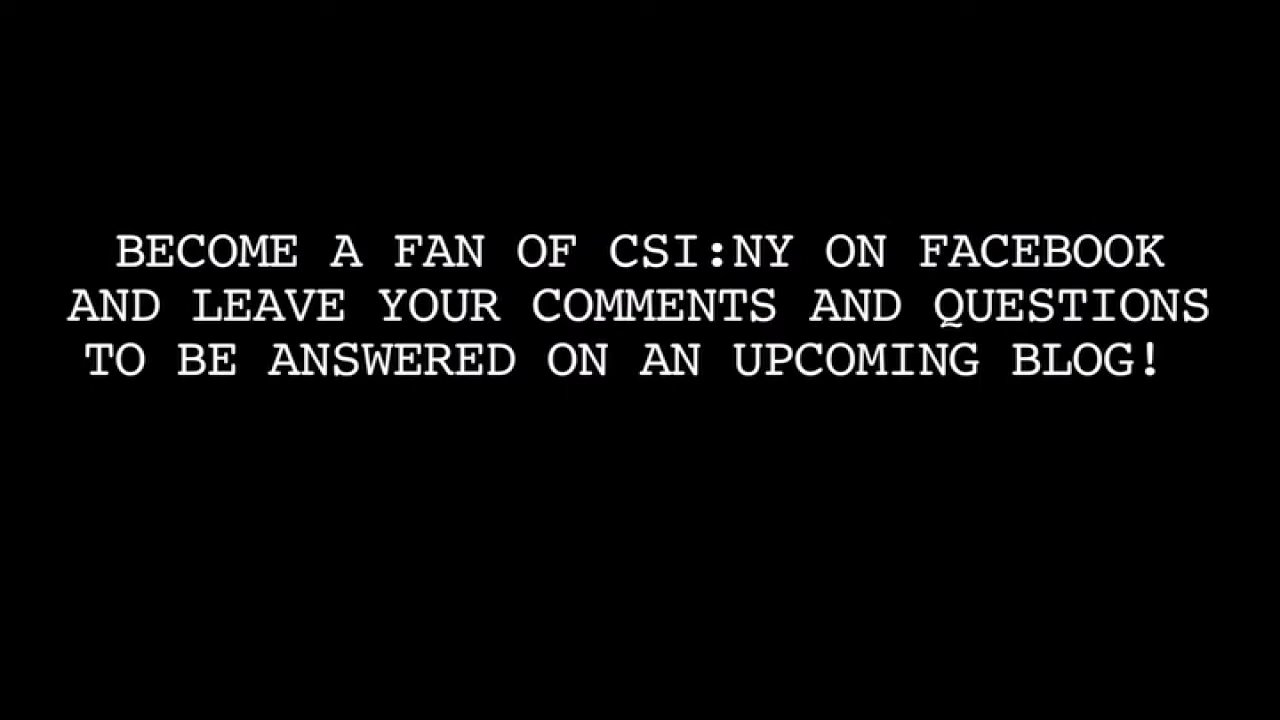 BECOME A FAN OF CSI:NY ON FACEBOOK
AND LEAVE YOUR COMMENTS AND QUESTIONS
TO BE ANSWERED ON AN UPCOMING BLOG!